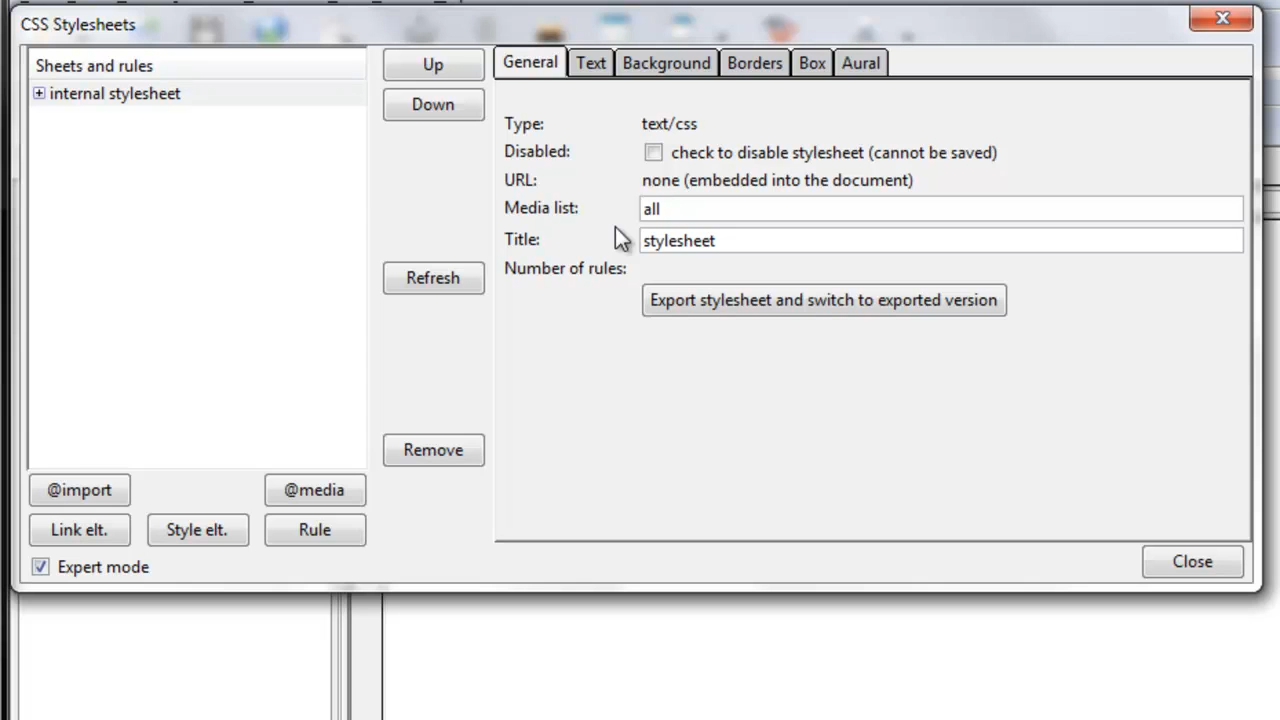 CSS Stylesheets
Sheets and rules
internal stylesheet
Up
Down
Refresh
Remove
@import
@media
Link elt.
Style elt.
Rule
Expert mode
General Text Background Borders Box Aural
Type: text/css
Disabled: check to disable stylesheet (cannot be saved)
URL: none (embedded into the document)
Media list: all
Title: stylesheet
Number of rules:
Export stylesheet and switch to exported version
Close